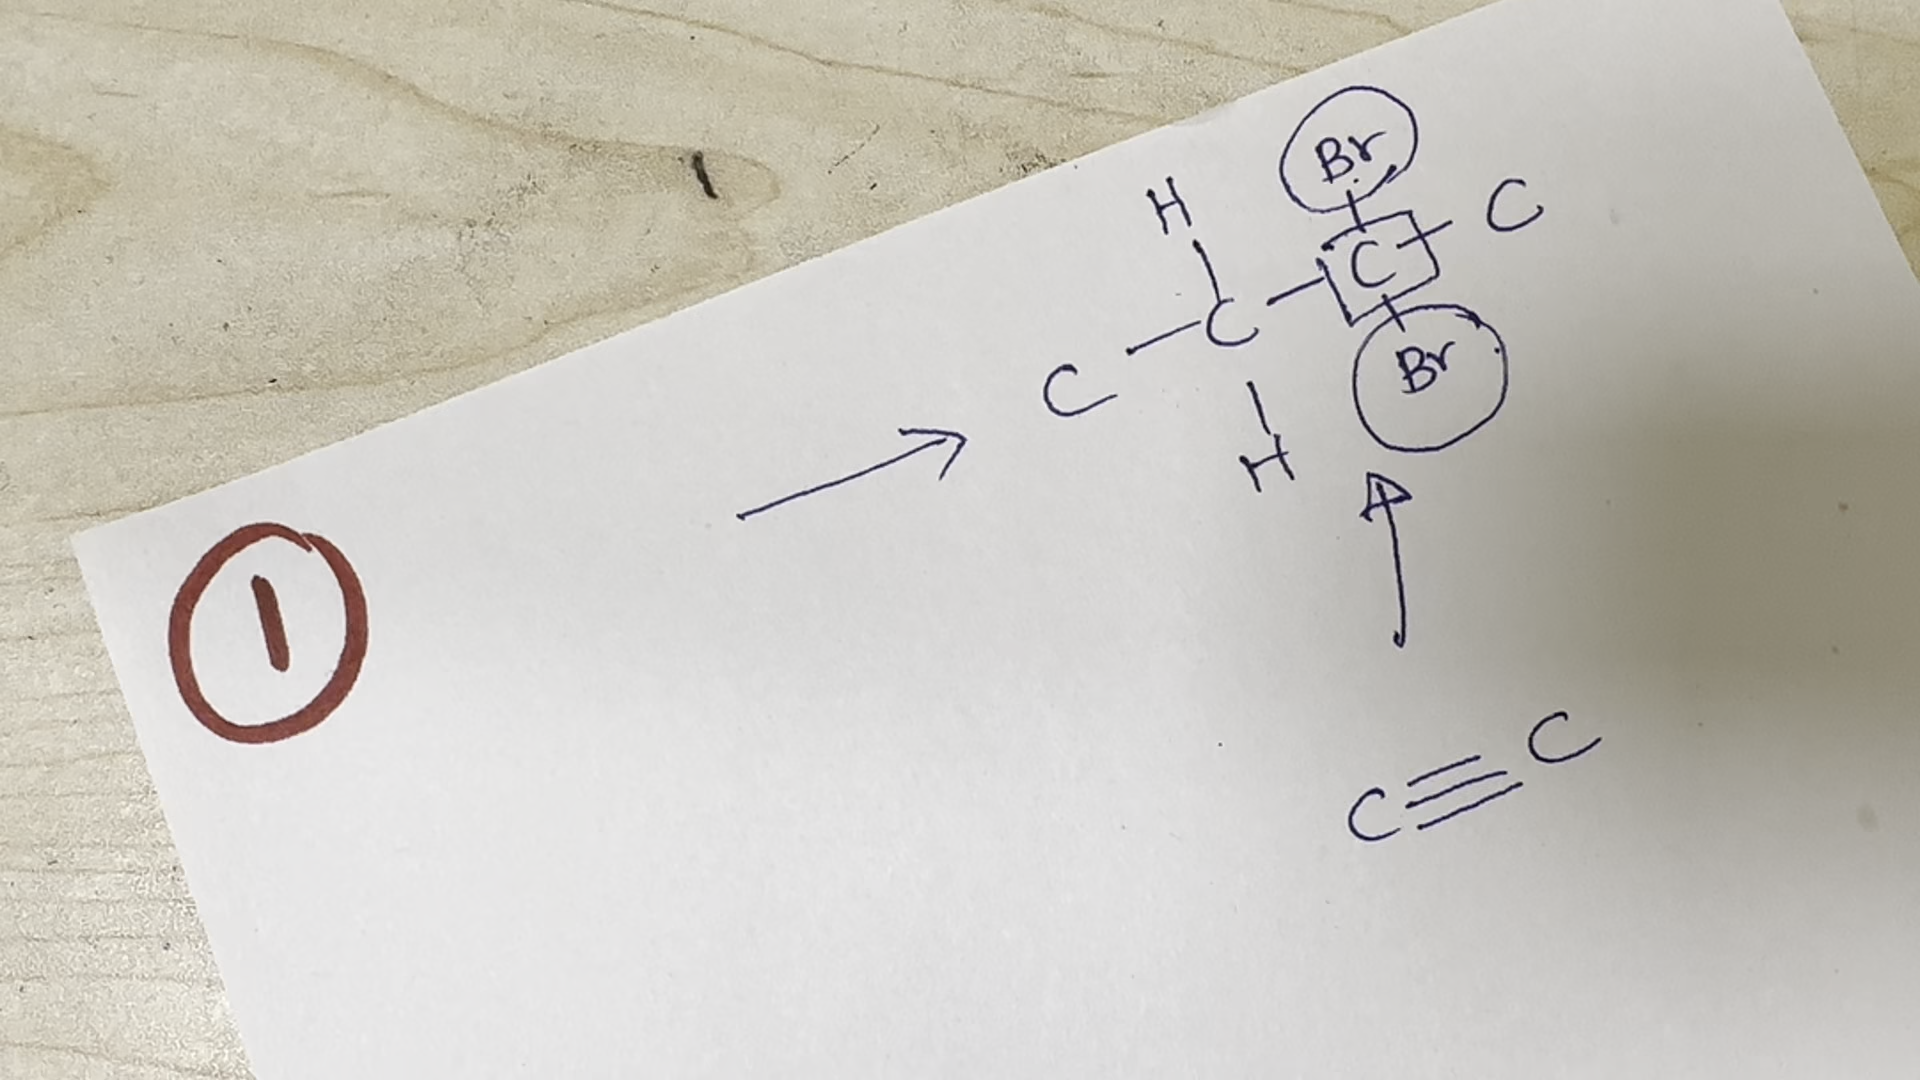 ①
H Br
C — C — C — C
H Br
C≡C